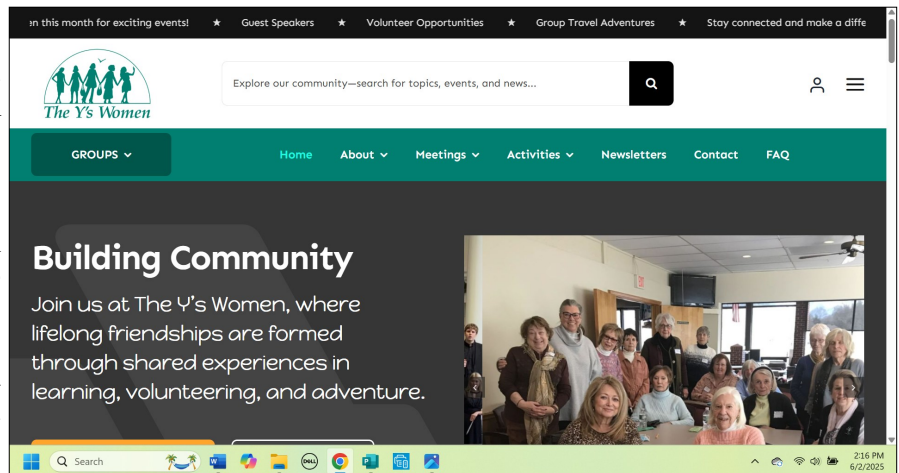 en this month for exciting events! ★ Guest Speakers ★ Volunteer Opportunities ★ Group Travel Adventures ★ Stay connected and make a diffe
The Y's Women
Explore our community—search for topics, events, and news...
GROUPS
Home About Meetings Activities Newsletters Contact FAQ
Building Community
Join us at The Y's Women, where
lifelong friendships are formed
through shared experiences in
learning, volunteering, and adventure.
EXIT
Search
DELL
2:16 PM
6/2/2025